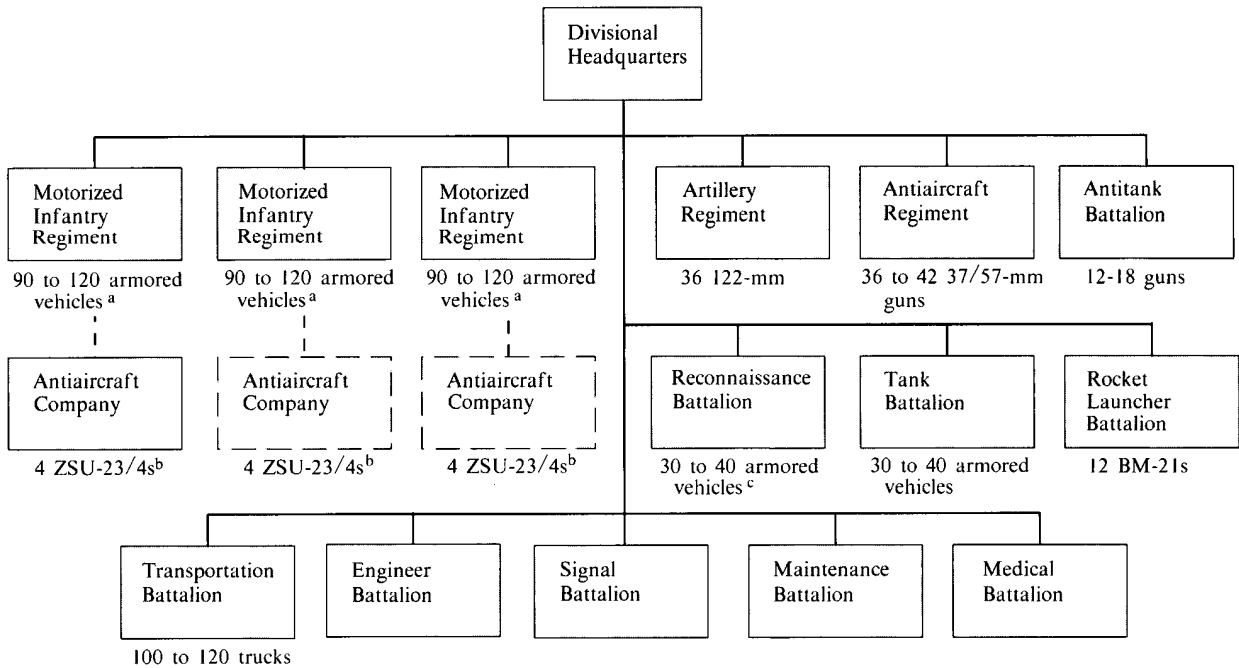 Divisional
Headquarters
Motorized
Infantry
Regiment
90 to 120 armored
vehicles a
Motorized
Infantry
Regiment
90 to 120 armored
vehicles a
Motorized
Infantry
Regiment
90 to 120 armored
vehicles a
Artillery
Regiment
36 122-mm
Antiaircraft
Regiment
36 to 42 37/57-mm
guns
Antitank
Battalion
12-18 guns
Antiaircraft
Company
4 ZSU-23/4s b
Antiaircraft
Company
4 ZSU-23/4s b
Antiaircraft
Company
4 ZSU-23/4s b
Reconnaissance
Battalion
30 to 40 armored
vehicles c
Tank
Battalion
30 to 40 armored
vehicles
Rocket
Launcher
Battalion
12 BM-21s
Transportation
Battalion
100 to 120 trucks
Engineer
Battalion
Signal
Battalion
Maintenance
Battalion
Medical
Battalion